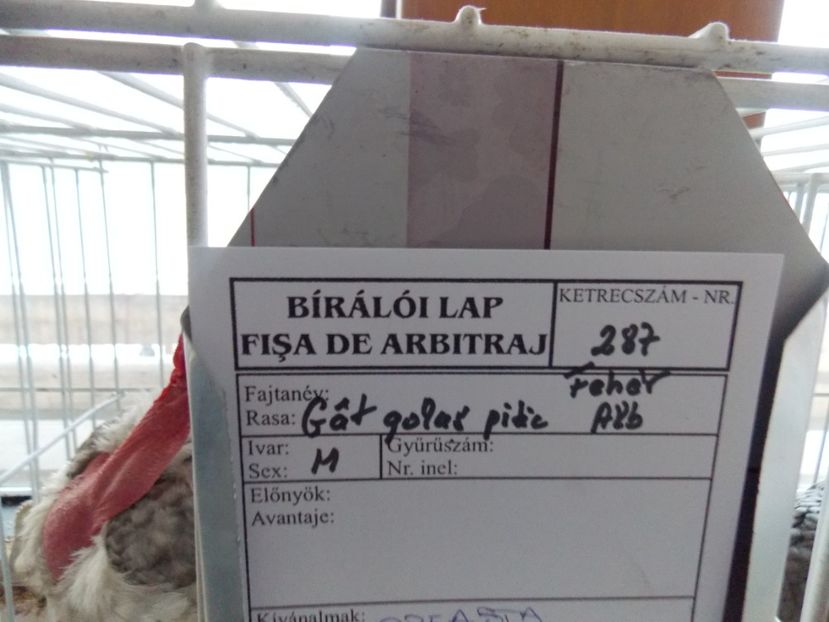 BÍRÁLÓI LAP
FIŞA DE ARBITRAJ
KETRECSZÁM - NR.
287
Fajtanév: Fehér
Rasa: Gât golaș pitic Alb
Ivar:
Sex: M
Gyűrűszám:
Nr. inel:
Előnyök:
Avantaje:
Kívánalmak: